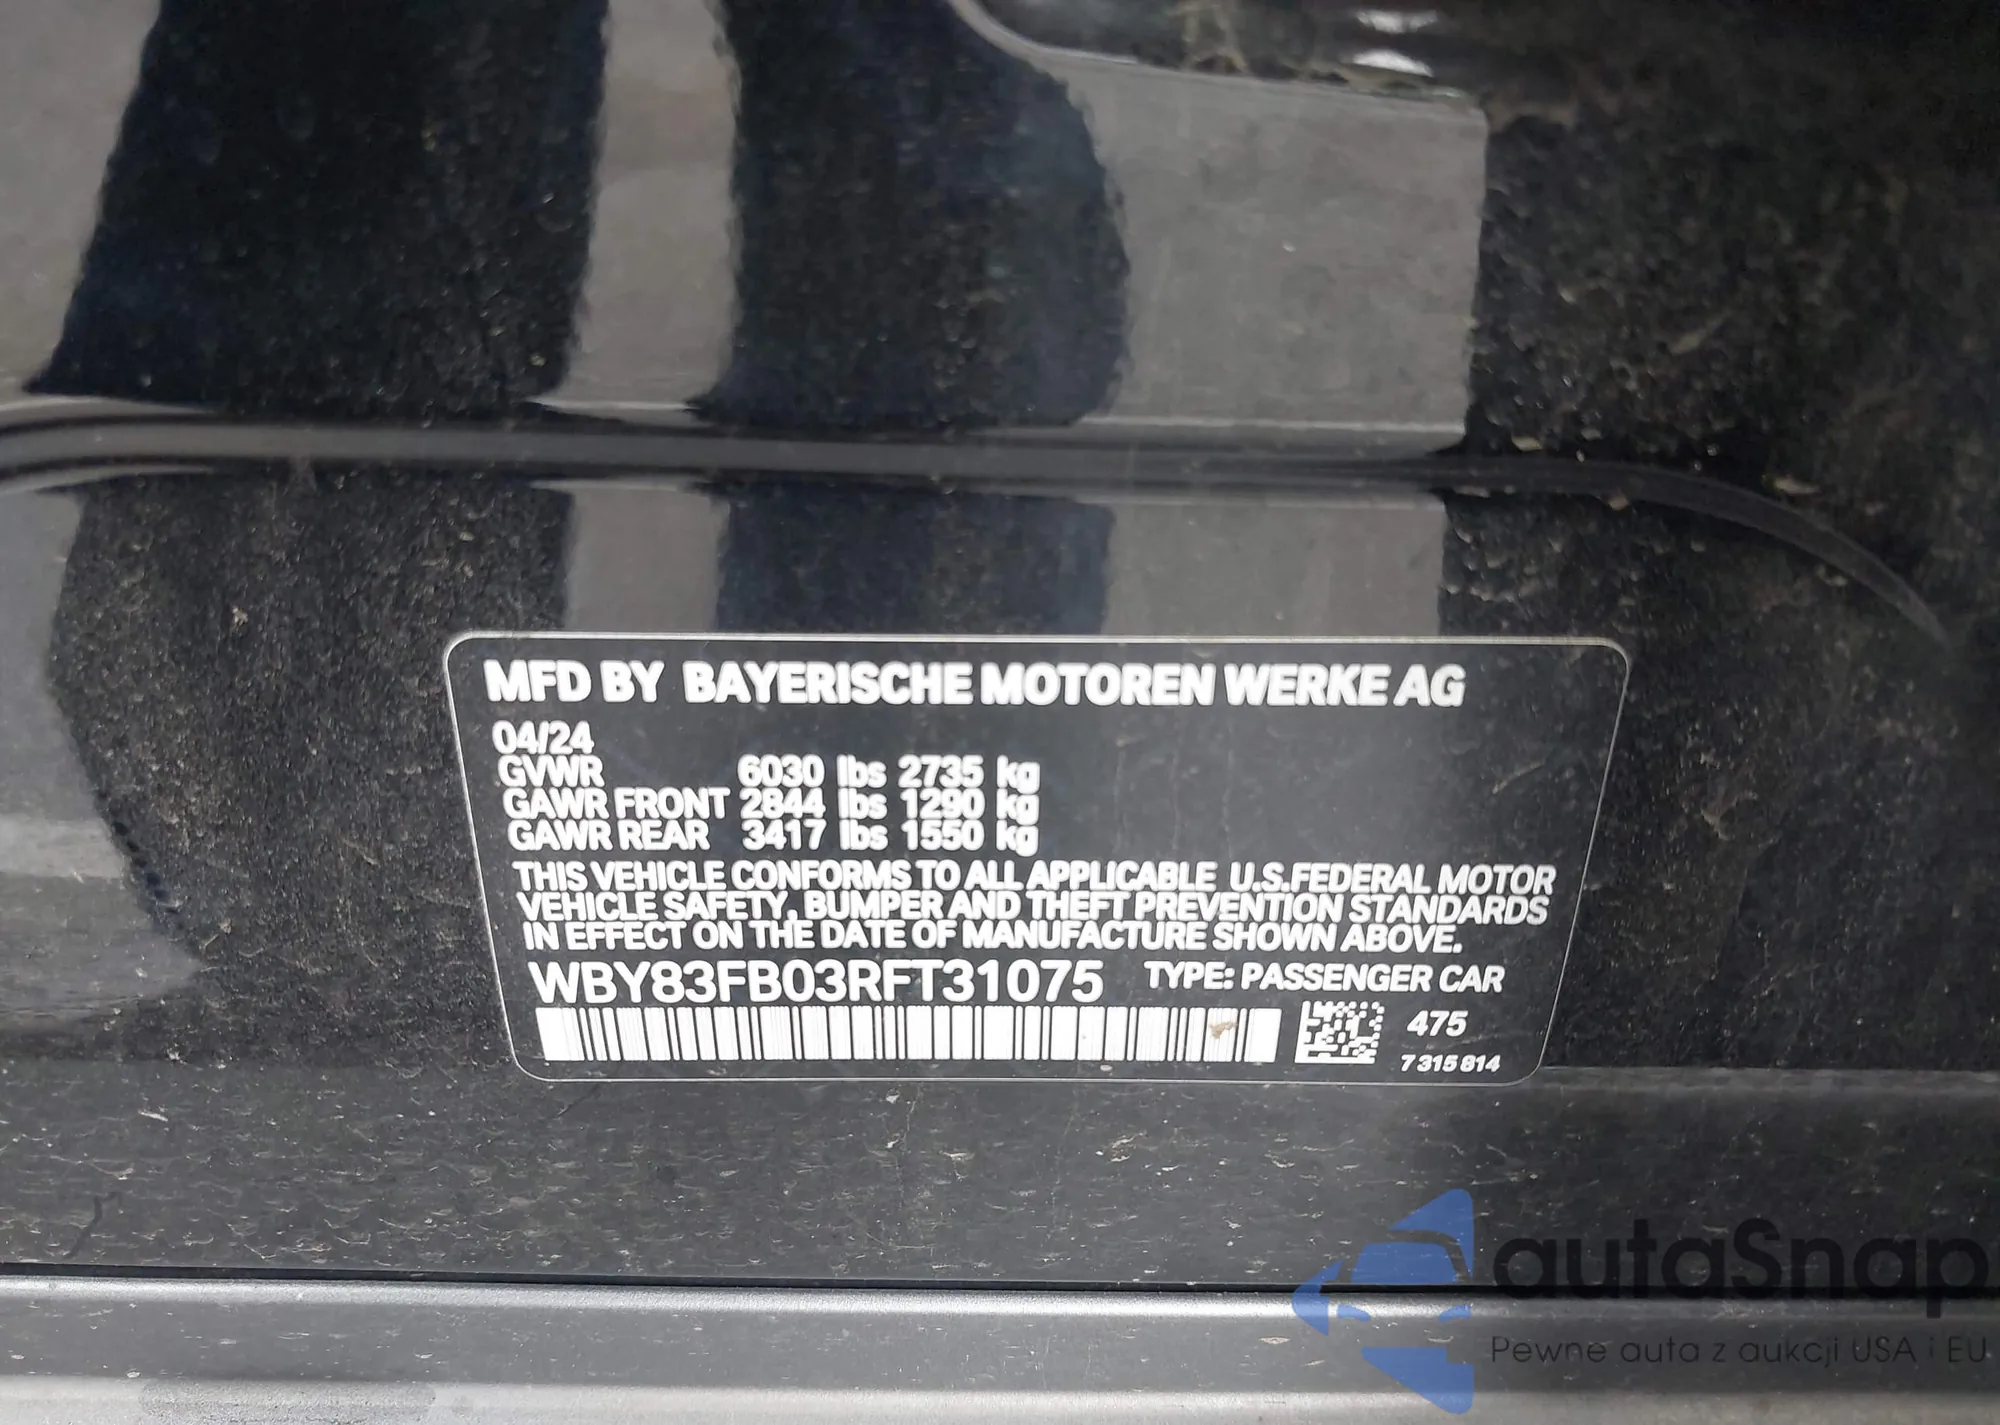 MFD BY BAYERISCHE MOTOREN WERKE AG
04/24
GVWR 6030 lbs 2735 kg
GAWR FRONT 2844 lbs 1290 kg
GAWR REAR 3417 lbs 1550 kg
THIS VEHICLE CONFORMS TO ALL APPLICABLE U.S.FEDERAL MOTOR
VEHICLE SAFETY, BUMPER AND THEFT PREVENTION STANDARDS
IN EFFECT ON THE DATE OF MANUFACTURE SHOWN ABOVE.
WBY83FB03RFT31075 TYPE: PASSENGER CAR
475
7 315 814
autaSnap
Pewne auta z aukcji USA i EU